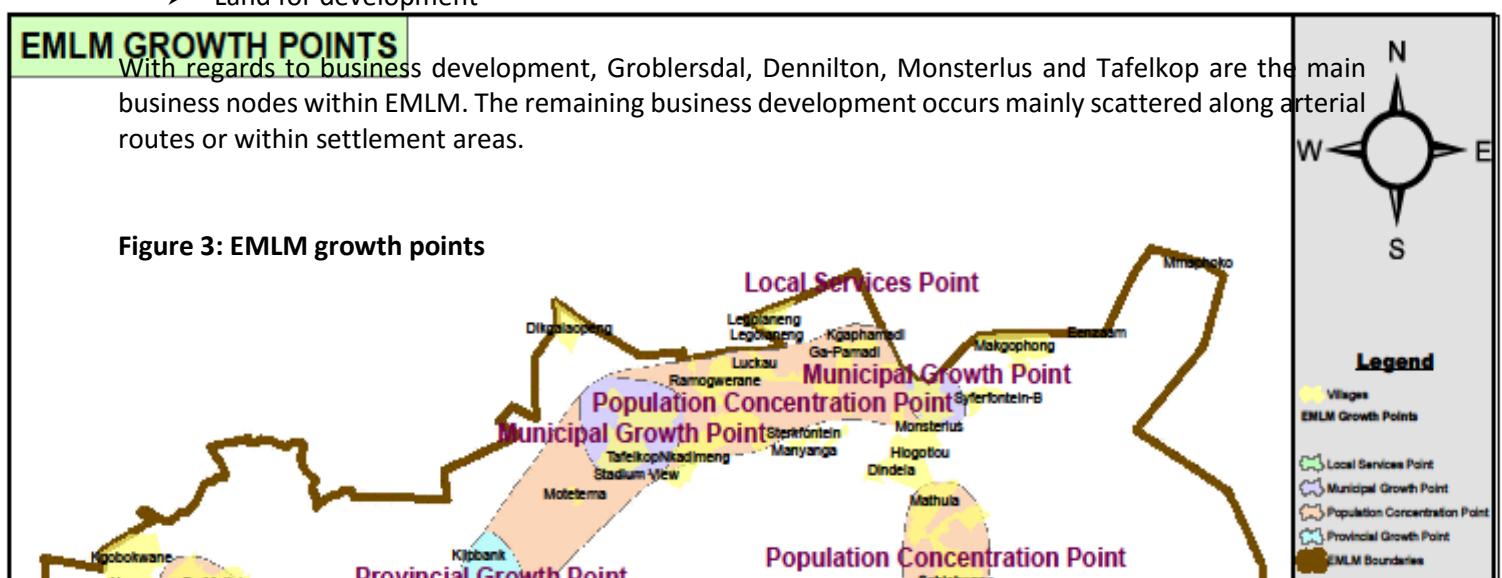 ➢ Land for development
EMLM GROWTH POINTS
With regards to business development, Groblersdal, Dennilton, Monsterlus and Tafelkop are the main
business nodes within EMLM. The remaining business development occurs mainly scattered along arterial
routes or within settlement areas.
Figure 3: EMLM growth points
N
W
E
S
Mmaphoko
Local Services Point
Legolaneng
Dikgalaopeng
Legolaneng
Kgaphamadi
Eenzaam
Makgophong
Ga-Pamadi
Luckau
Ramogwerane
Municipal Growth Point
Population Concentration Point
Syferfontein-B
Municipal Growth Point
Sterkfontein
Monsterlus
Manyanga
Hlogotlou
Tafelkop
Nkadimeng
Stadium View
Dindela
Motetema
Mathula
Kgobokwane
Klipbank
Population Concentration Point
Provincial Growth Point
Legend
Villages
EMLM Growth Points
Local Services Point
Municipal Growth Point
Population Concentration Point
Provincial Growth Point
EMLM Boundaries